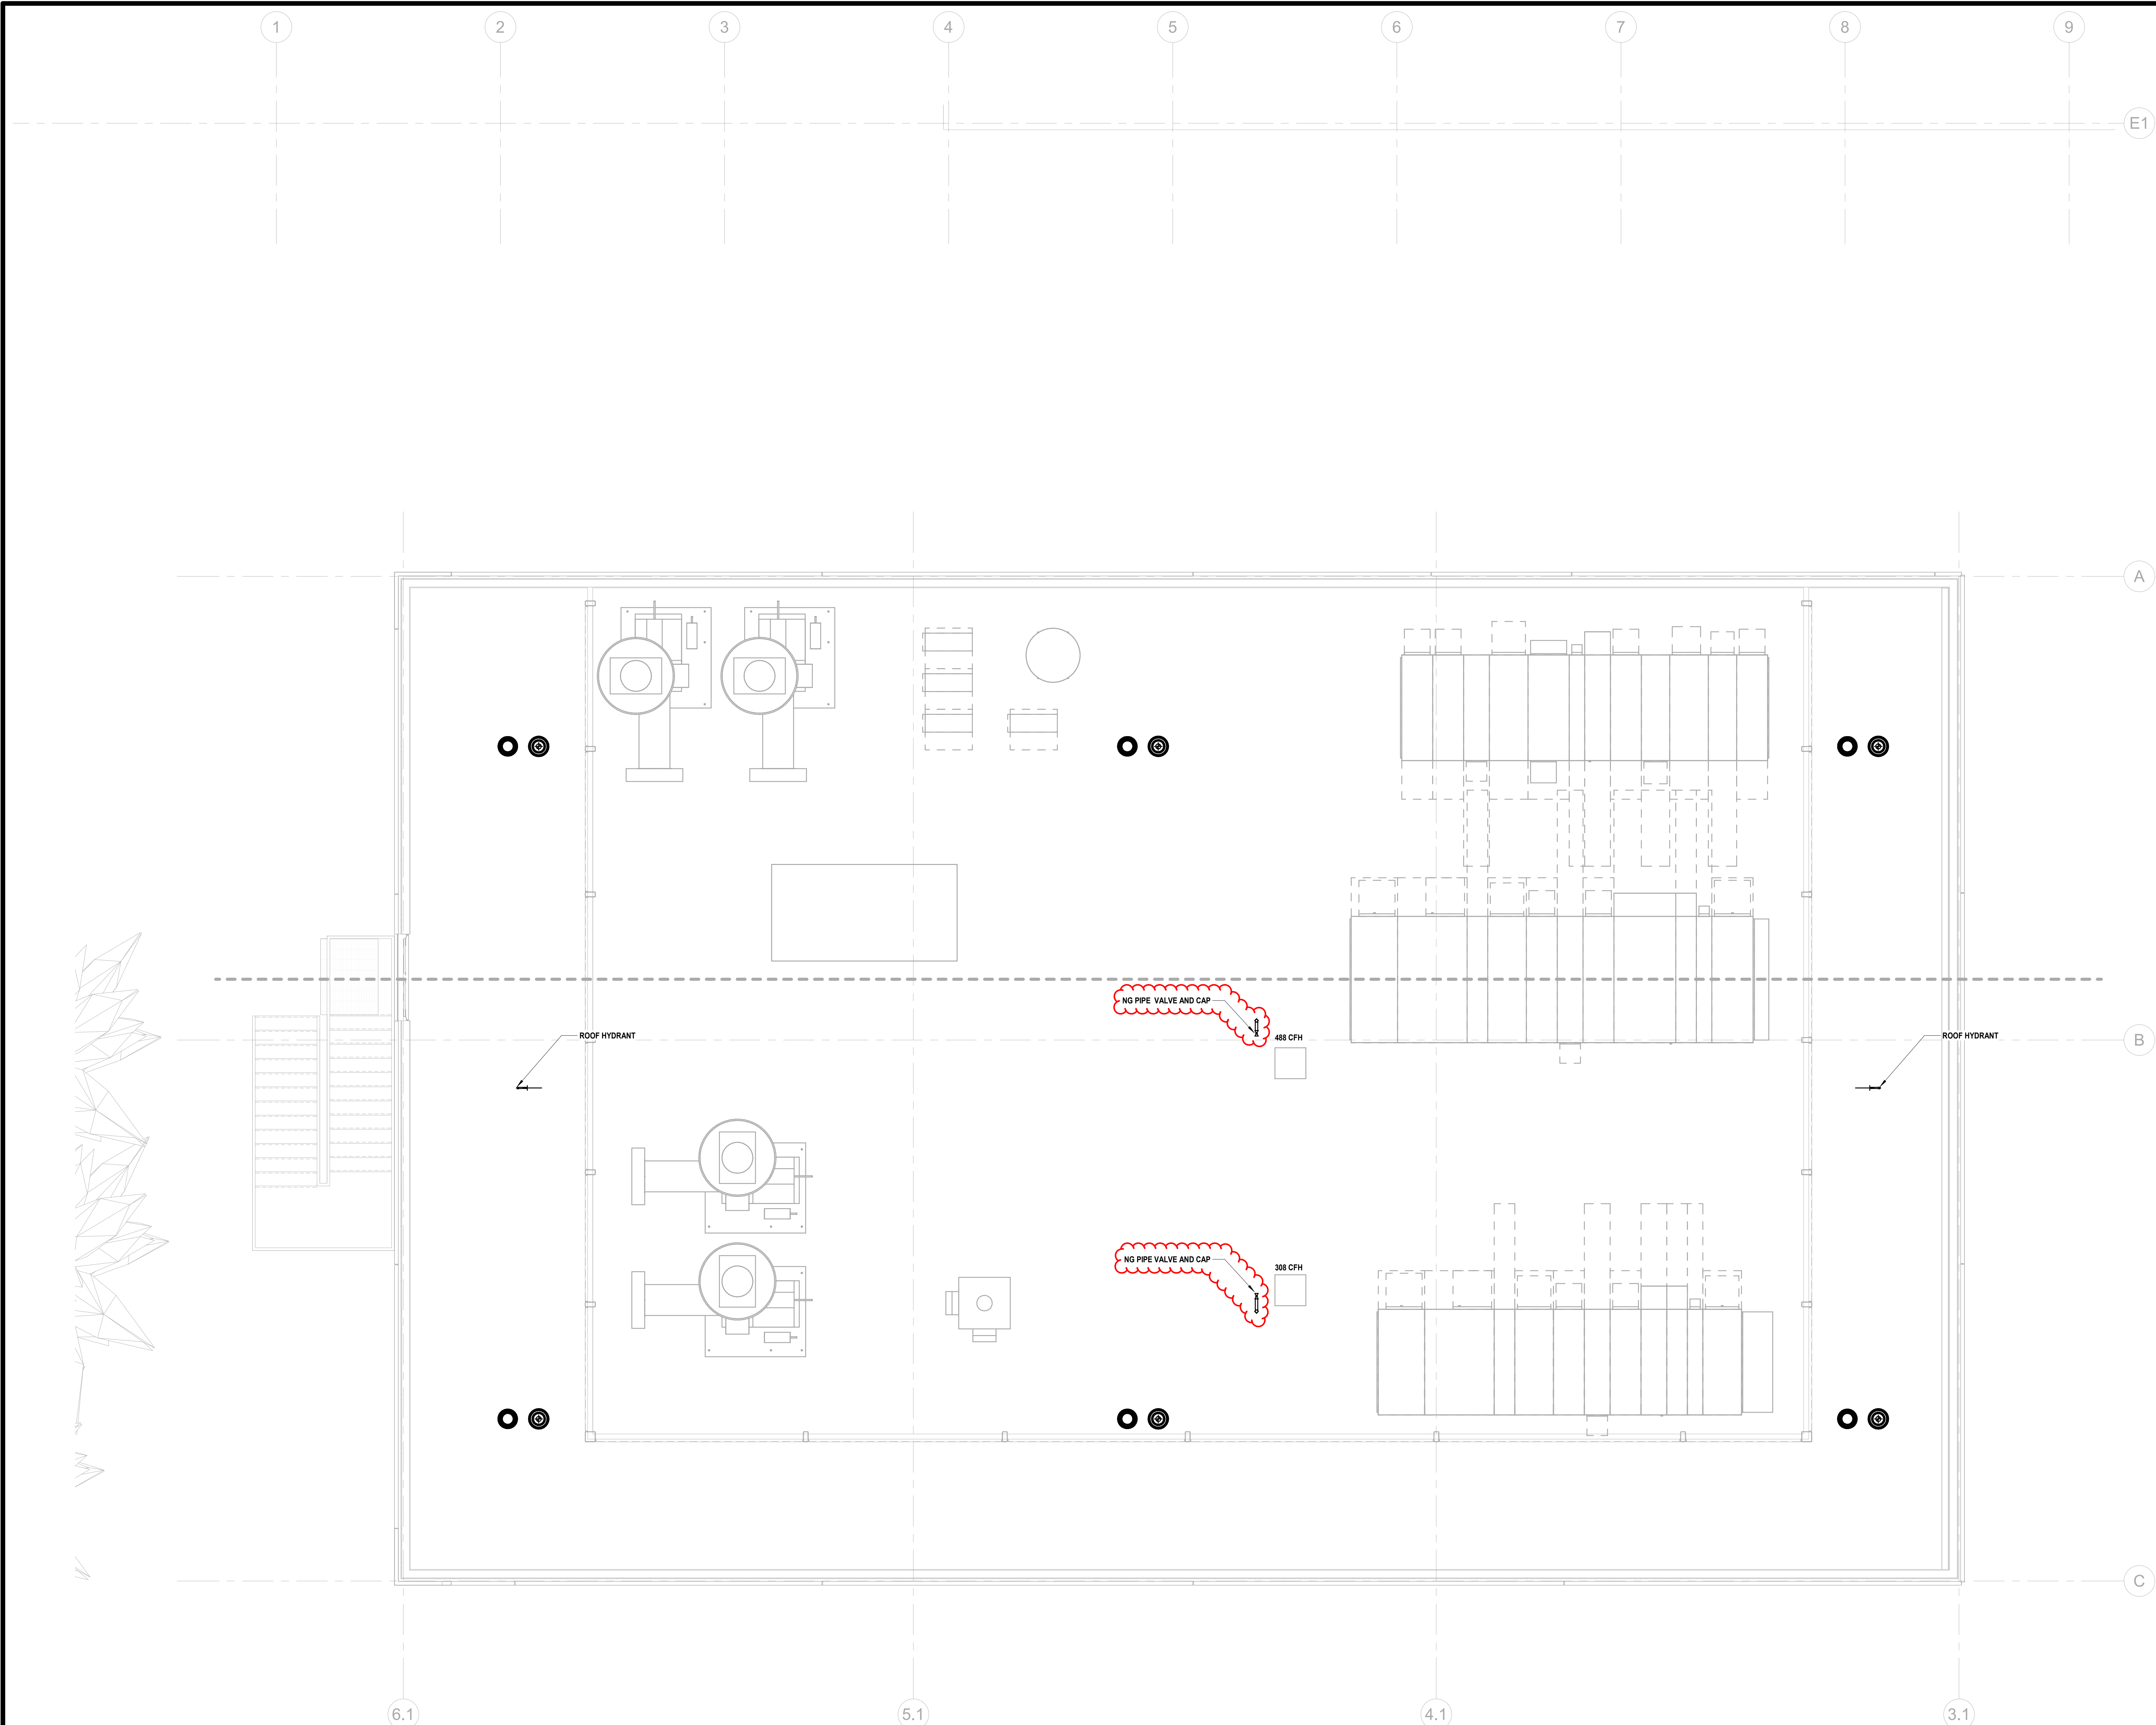 1
2
3
4
5
6
7
8
9
E1
A
NG PIPE  VALVE AND CAP
ROOF HYDRANT
488 CFH
ROOF HYDRANT
B
NG PIPE VALVE AND CAP
308 CFH
C
6.1
5.1
4.1
3.1